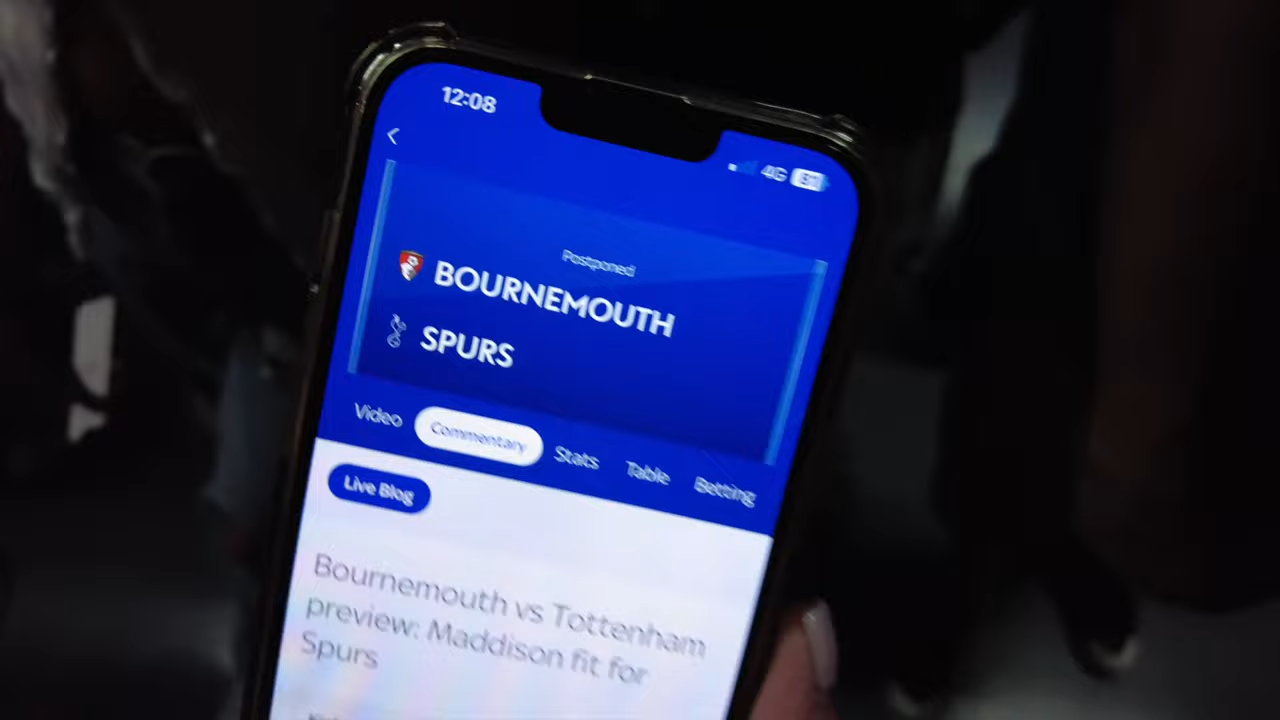 12:08
4G 81
Postponed
BOURNEMOUTH
SPURS
Video Commentary Stats Table Betting
Live Blog
Bournemouth vs Tottenham
preview: Maddison fit for
Spurs